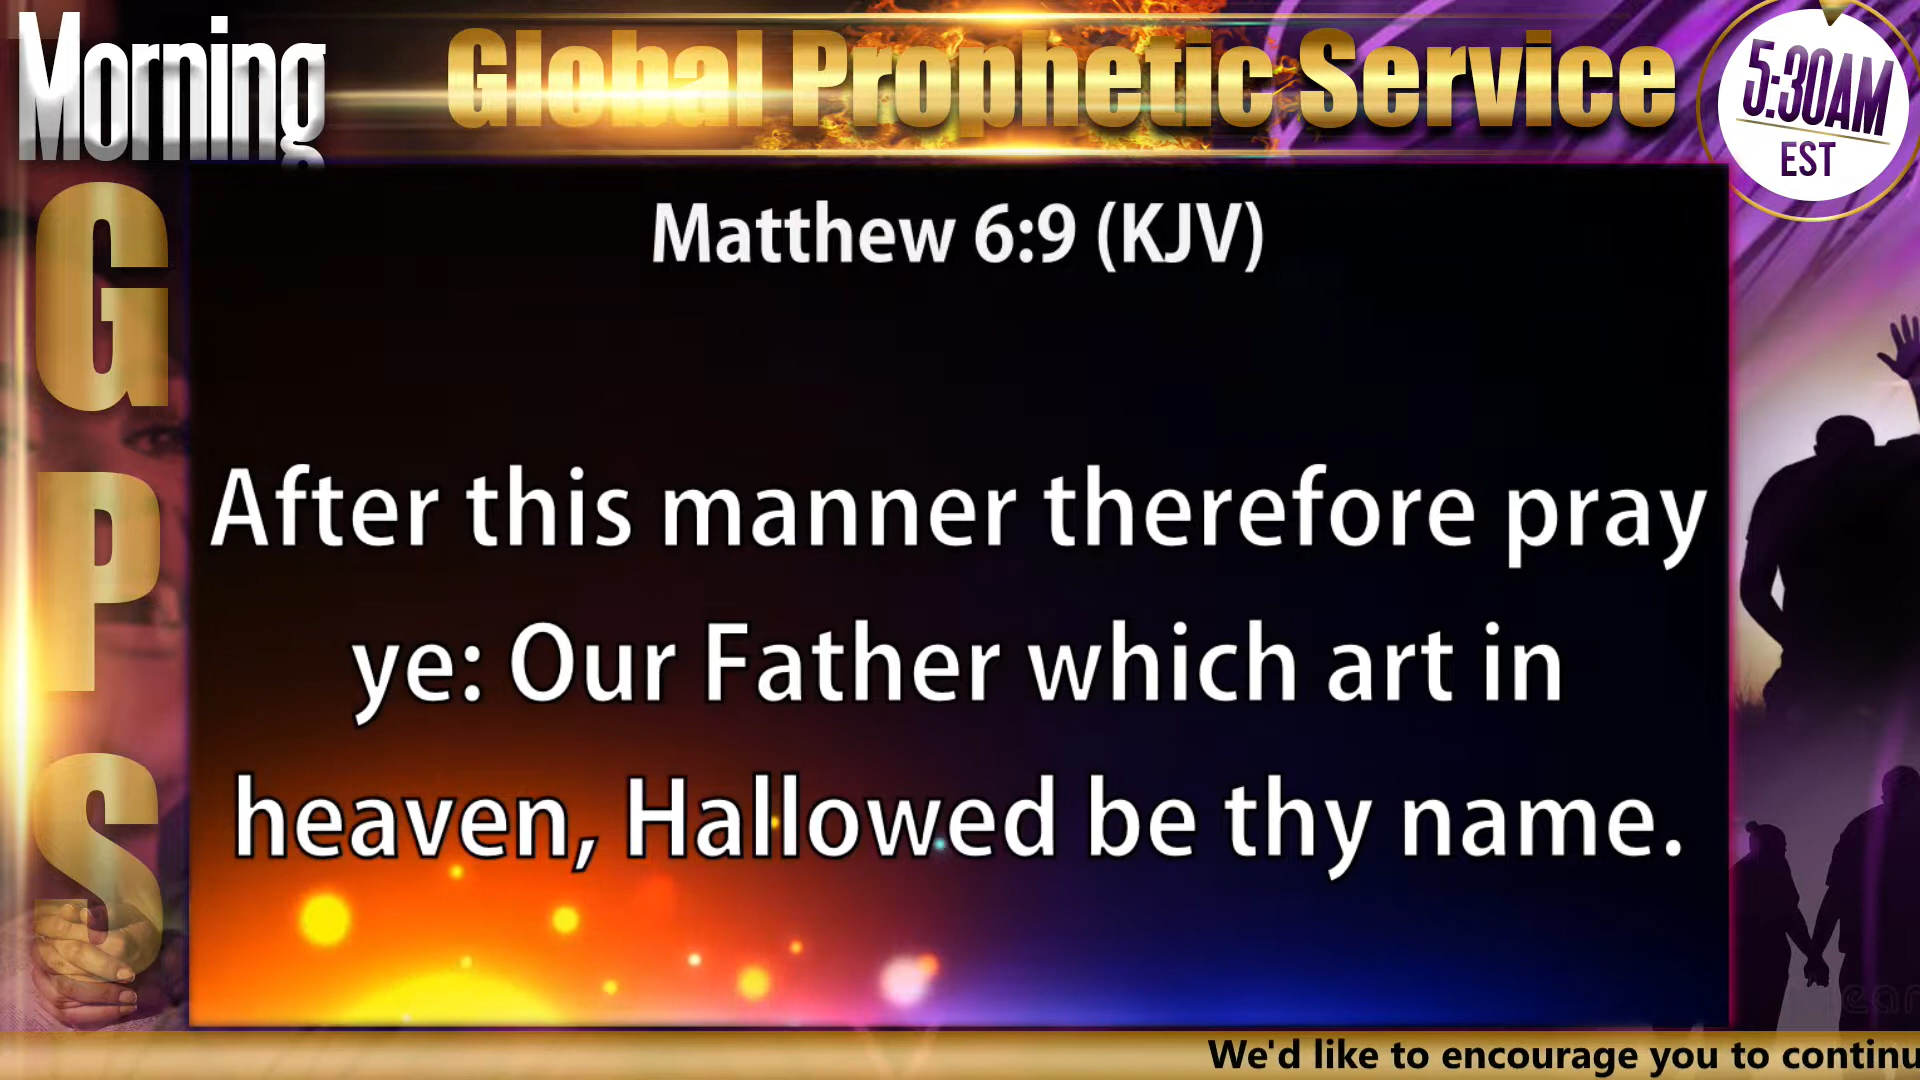 Morning
Global Prophetic Service
5:30AM
EST
G
P
S
Matthew 6:9 (KJV)
After this manner therefore pray
ye: Our Father which art in
heaven, Hallowed be thy name.
We'd like to encourage you to continu